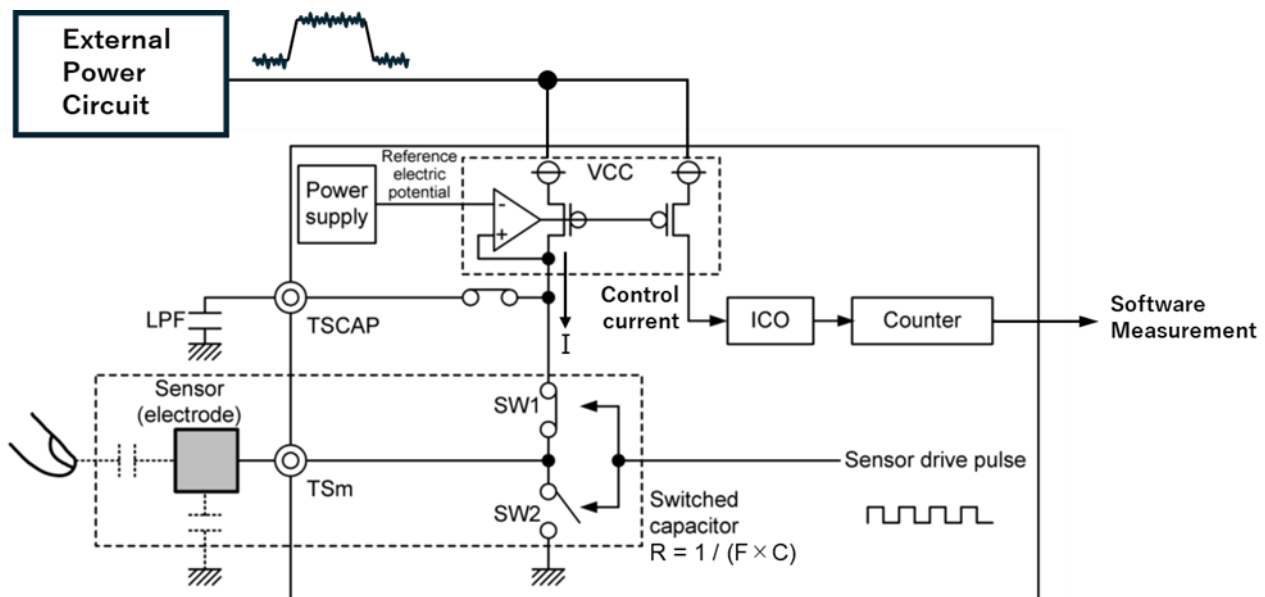 External
Power
Circuit
Reference
electric
potential
VCC
Power
supply
-
+
Control
current
I
LPF
TSCAP
ICO
Counter
Software
Measurement
Sensor
(electrode)
SW1
TSm
Sensor drive pulse
SW2
Switched
capacitor
R = 1 / (F × C)